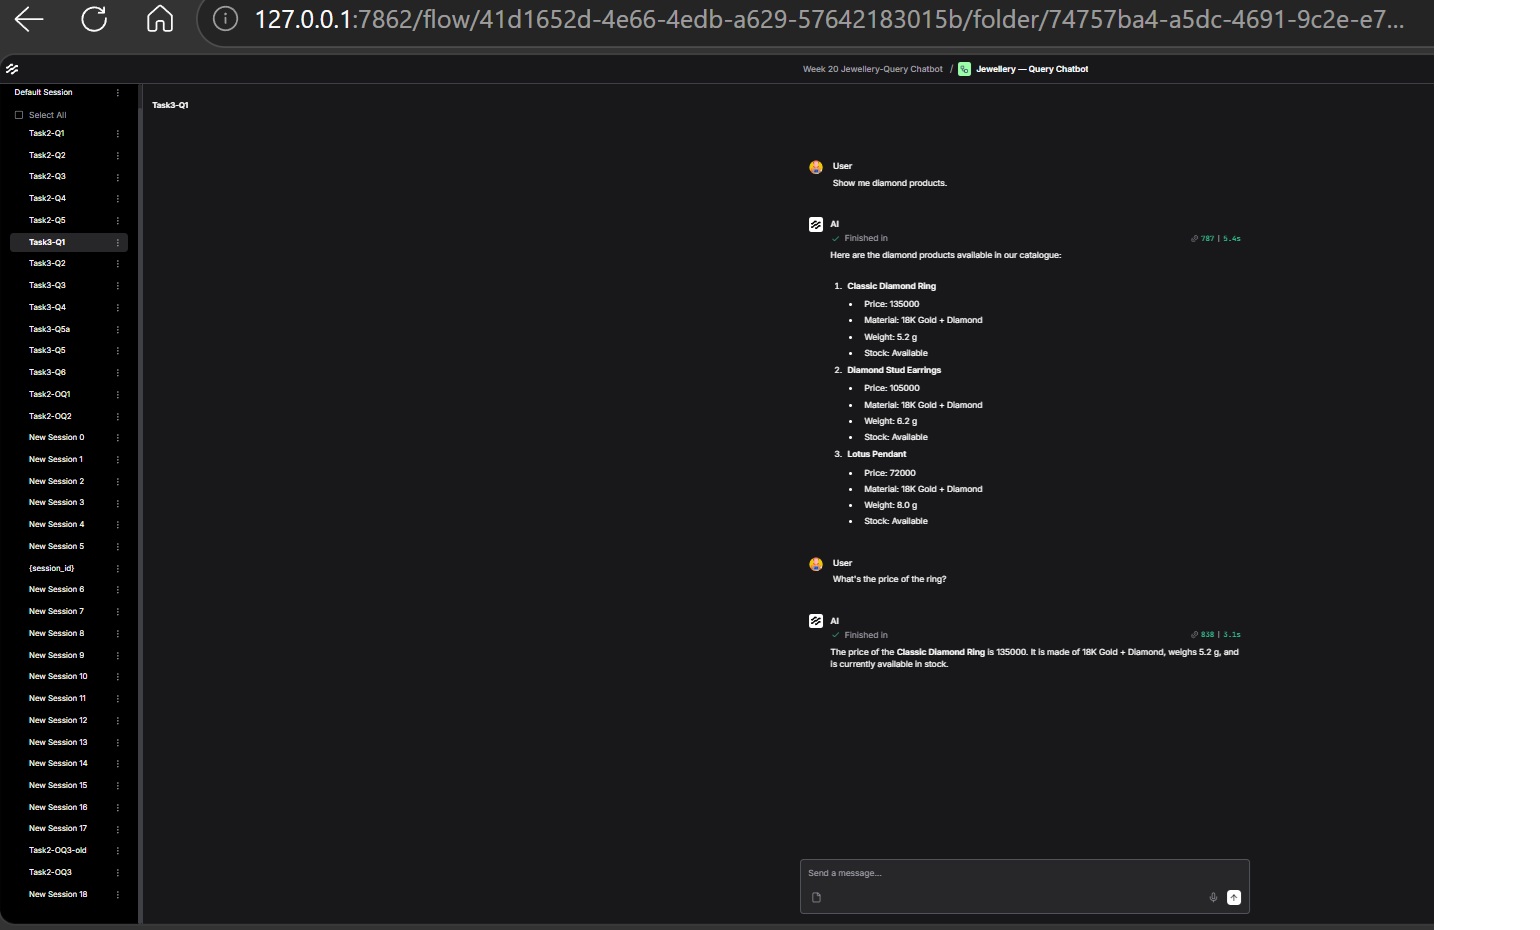 127.0.0.1:7862/flow/41d1652d-4e66-4edb-a629-57642183015b/folder/74757ba4-a5dc-4691-9c2e-e7...
Week 20 Jewellery-Query Chatbot / Jewellery — Query Chatbot
Default Session
Select All
Task2-Q1
Task2-Q2
Task2-Q3
Task2-Q4
Task2-Q5
Task3-Q1
Task3-Q2
Task3-Q3
Task3-Q4
Task3-Q5a
Task3-Q5
Task3-Q6
Task2-OQ1
Task2-OQ2
New Session 0
New Session 1
New Session 2
New Session 3
New Session 4
New Session 5
{session_id}
New Session 6
New Session 7
New Session 8
New Session 9
New Session 10
New Session 11
New Session 12
New Session 13
New Session 14
New Session 15
New Session 16
New Session 17
Task2-OQ3-old
Task2-OQ3
New Session 18
Task3-Q1
User
Show me diamond products.
AI
Finished in 787 | 5.4s
Here are the diamond products available in our catalogue:
1. Classic Diamond Ring
• Price: 135000
• Material: 18K Gold + Diamond
• Weight: 5.2 g
• Stock: Available
2. Diamond Stud Earrings
• Price: 105000
• Material: 18K Gold + Diamond
• Weight: 6.2 g
• Stock: Available
3. Lotus Pendant
• Price: 72000
• Material: 18K Gold + Diamond
• Weight: 8.0 g
• Stock: Available
User
What's the price of the ring?
AI
Finished in 838 | 3.1s
The price of the Classic Diamond Ring is 135000. It is made of 18K Gold + Diamond, weighs 5.2 g, and
is currently available in stock.
Send a message...